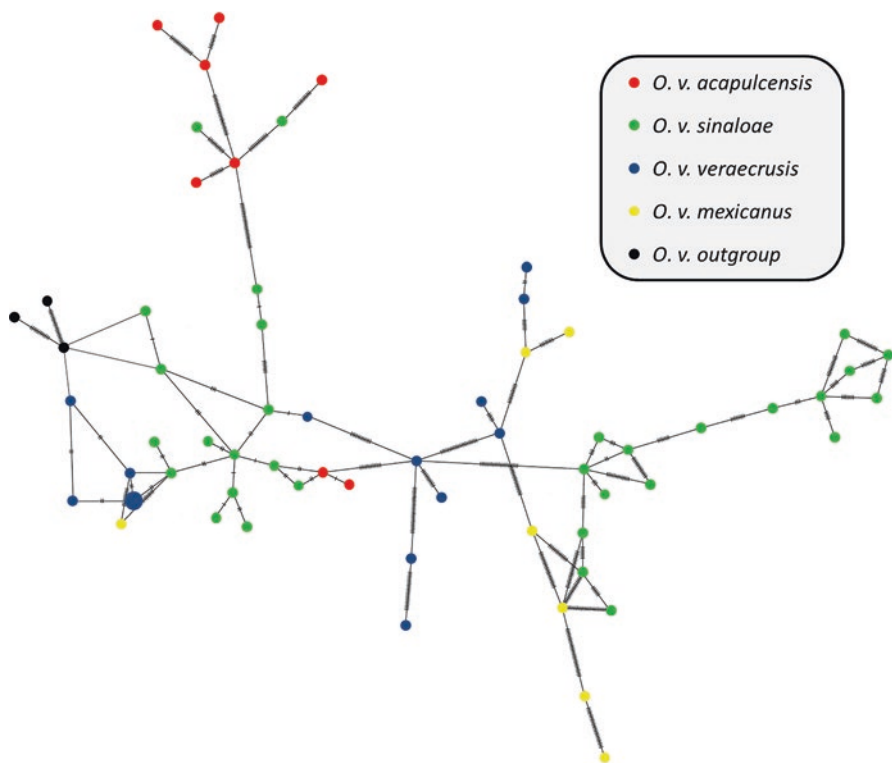 O. v. acapulcensis
O. v. sinaloae
O. v. veraecrusis
O. v. mexicanus
O. v. outgroup